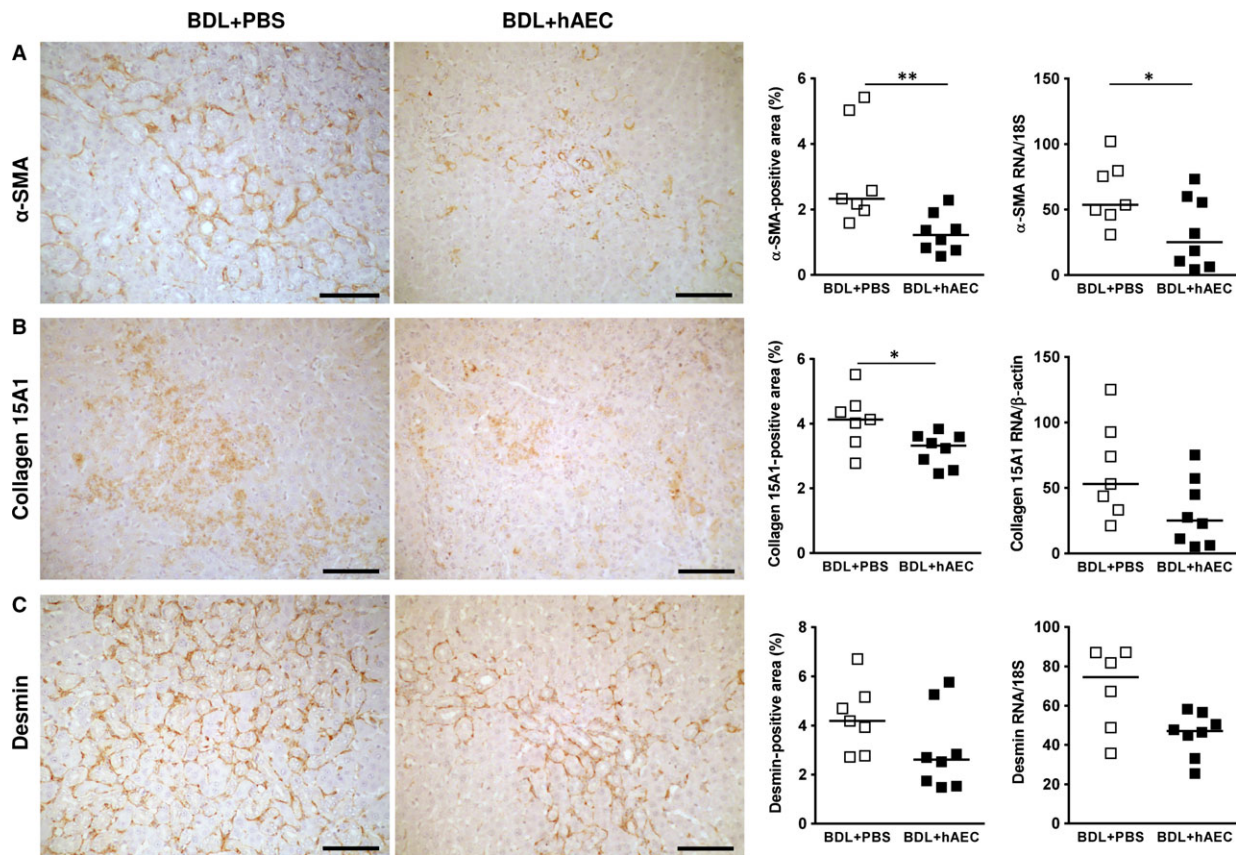 BDL+PBS BDL+hAEC
A
α-SMA
α-SMA-positive area (%)
6
4
2
0
**
BDL+PBS BDL+hAEC
α-SMA RNA/18S
150
100
50
0
*
BDL+PBS BDL+hAEC
B
Collagen 15A1
Collagen 15A1-positive area (%)
6
4
2
0
*
BDL+PBS BDL+hAEC
Collagen 15A1 RNA/β-actin
150
100
50
0
BDL+PBS BDL+hAEC
C
Desmin
Desmin-positive area (%)
8
6
4
2
0
BDL+PBS BDL+hAEC
Desmin RNA/18S
100
80
60
40
20
0
BDL+PBS BDL+hAEC